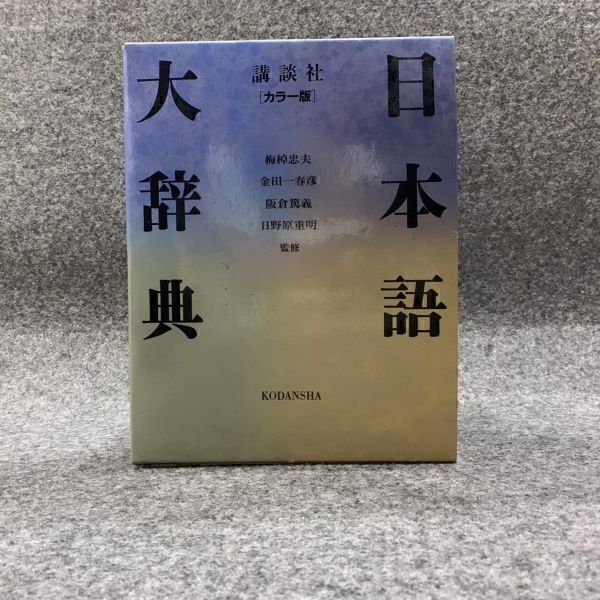 日本語
大辞典
講談社
[カラー版]
梅棹忠夫
金田一春彦
阪倉篤義
日野原重明
監修
KODANSHA